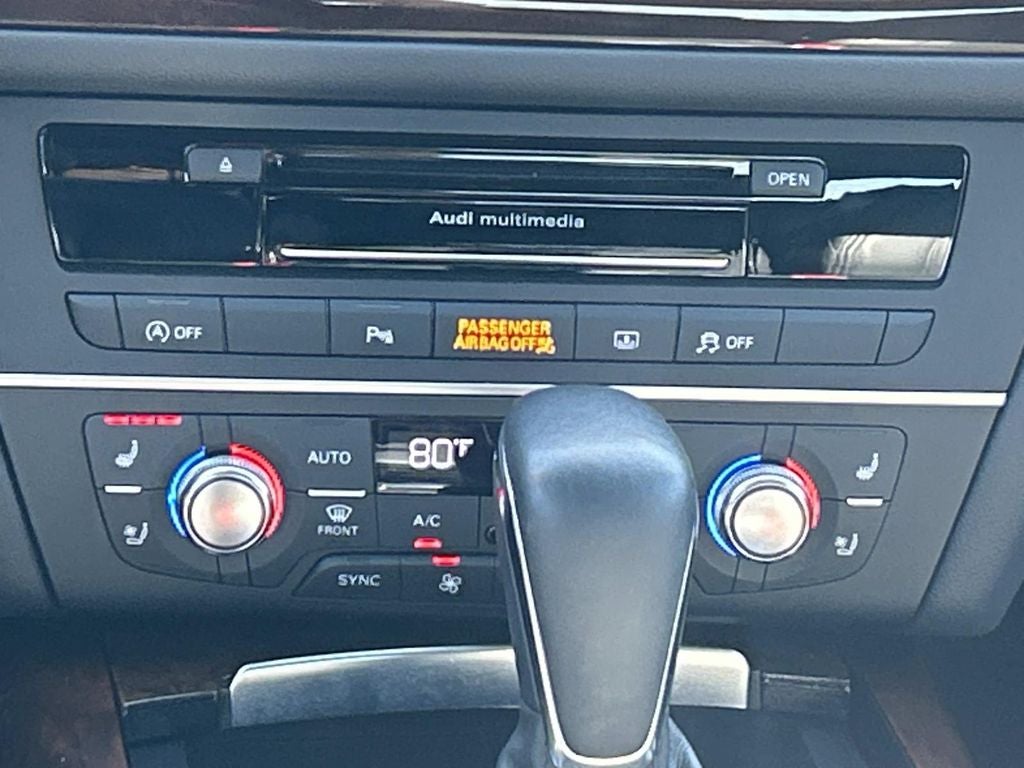 OPEN
Audi multimedia
A OFF
P
PASSENGER
AIRBAG OFF
OFF
AUTO
80°F
FRONT
A/C
SYNC